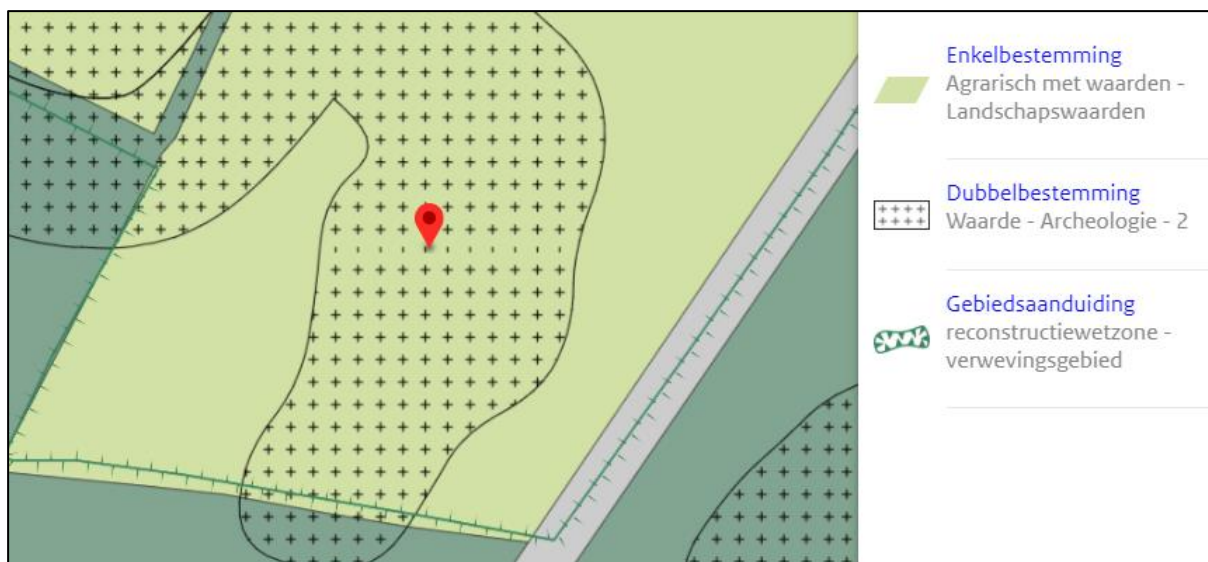 Enkelbestemming
Agrarisch met waarden -
Landschapswaarden
Dubbelbestemming
Waarde - Archeologie - 2
Gebiedsaanduiding
reconstructiewetzone -
verwevingsgebied